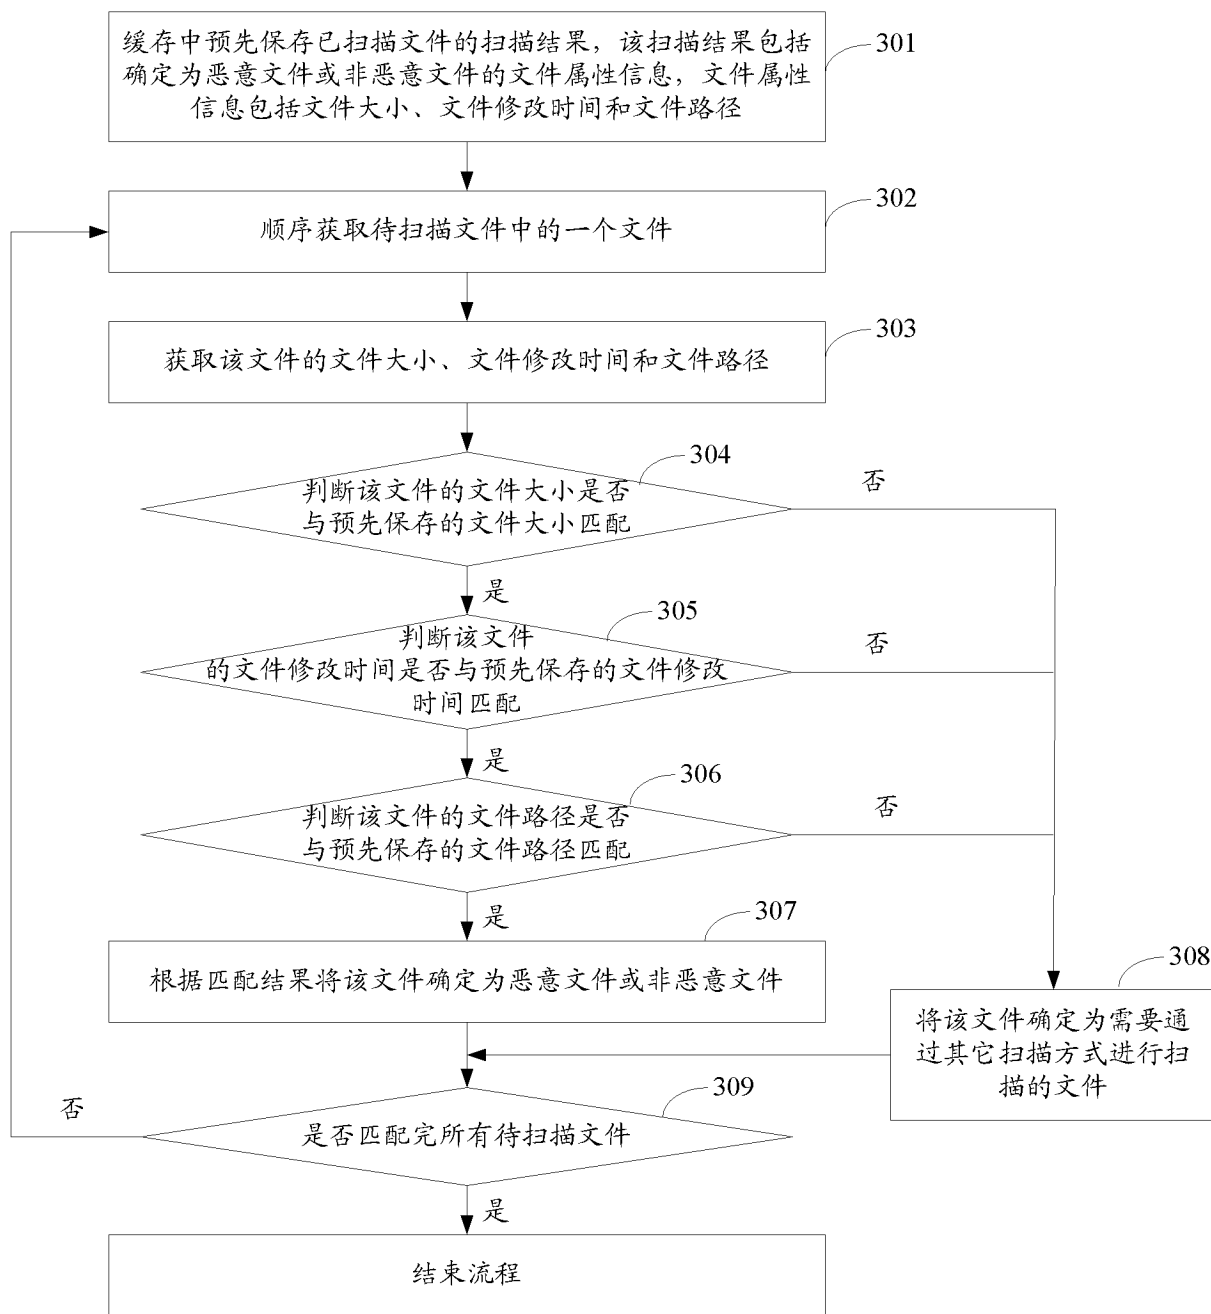 缓存中预先保存已扫描文件的扫描结果，该扫描结果包括
确定为恶意文件或非恶意文件的文件属性信息，文件属性
信息包括文件大小、文件修改时间和文件路径
301
顺序获取待扫描文件中的一个文件
302
获取该文件的文件大小、文件修改时间和文件路径
303
304
判断该文件的文件大小是否
与预先保存的文件大小匹配
否
是
305
判断该文件
的文件修改时间是否与预先保存的文件修改
时间匹配
否
是
306
判断该文件的文件路径是否
与预先保存的文件路径匹配
否
是
307
根据匹配结果将该文件确定为恶意文件或非恶意文件
308
将该文件确定为需要通
过其它扫描方式进行扫
描的文件
309
是否匹配完所有待扫描文件
否
是
结束流程